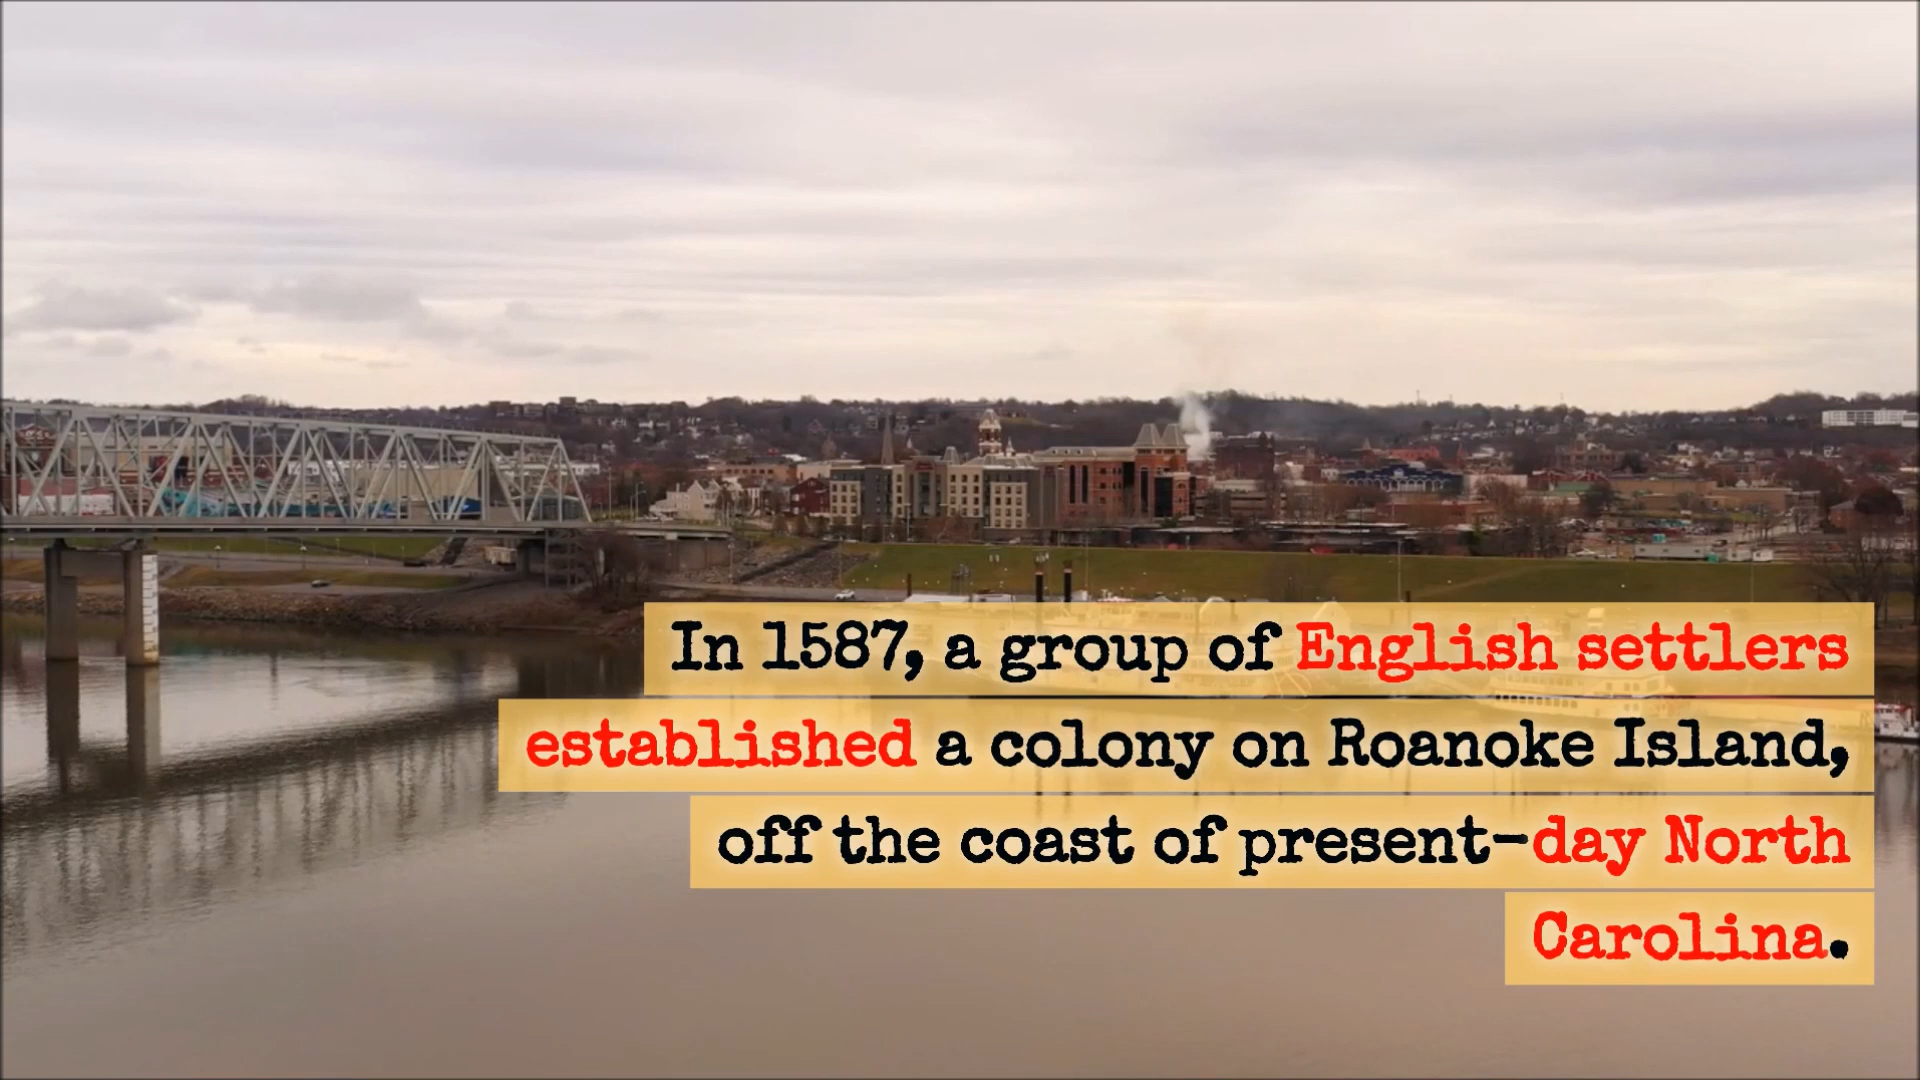 In 1587, a group of English settlers
established a colony on Roanoke Island,
off the coast of present-day North
Carolina.